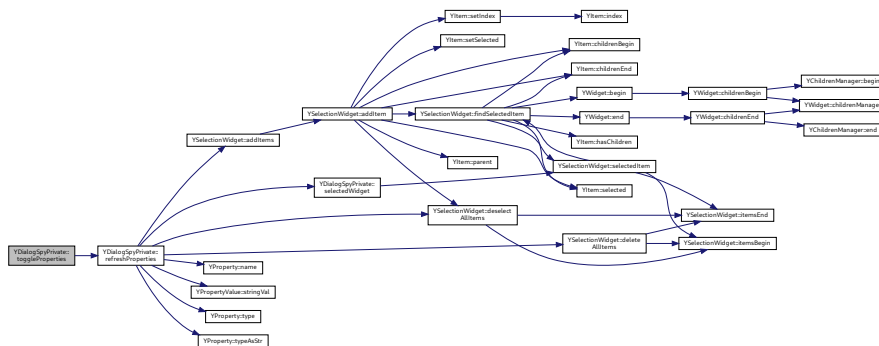 YDialogSpyPrivate::
toggleProperties
YDialogSpyPrivate::
refreshProperties
YSelectionWidget::addItems
YDialogSpyPrivate::
selectedWidget
YProperty::name
YPropertyValue::stringVal
YProperty::type
YProperty::typeAsStr
YSelectionWidget::addItem
YItem::setIndex
YItem::setSelected
YSelectionWidget::findSelectedItem
YItem::parent
YSelectionWidget::deselect
AllItems
YItem::index
YItem::childrenBegin
YItem::childrenEnd
YWidget::begin
YWidget::end
YItem::hasChildren
YSelectionWidget::selectedItem
YItem::selected
YSelectionWidget::delete
AllItems
YWidget::childrenBegin
YWidget::childrenEnd
YSelectionWidget::itemsEnd
YSelectionWidget::itemsBegin
YChildrenManager::begin
YWidget::childrenManager
YChildrenManager::end